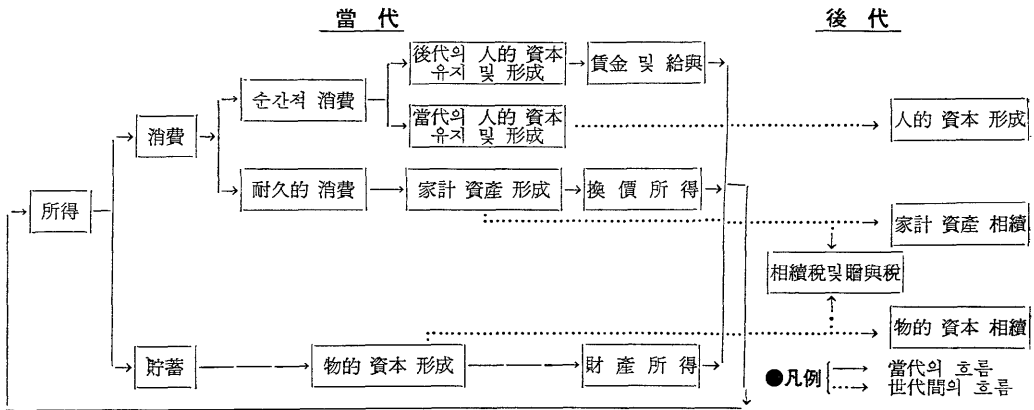 當代
後代
後代의 人的 資本
유지 및 形成
賃金 및 給與
순간적 消費
當代의 人的 資本
유지 및 形成
人的 資本 形成
消費
耐久的 消費
家計 資産 形成
換價所得
所得
家計 資産 相續
相續稅및贈與稅
物的 資本 相續
貯蓄
物的 資本 形成
財産所得
●凡例
當代의 흐름
世代間의 흐름